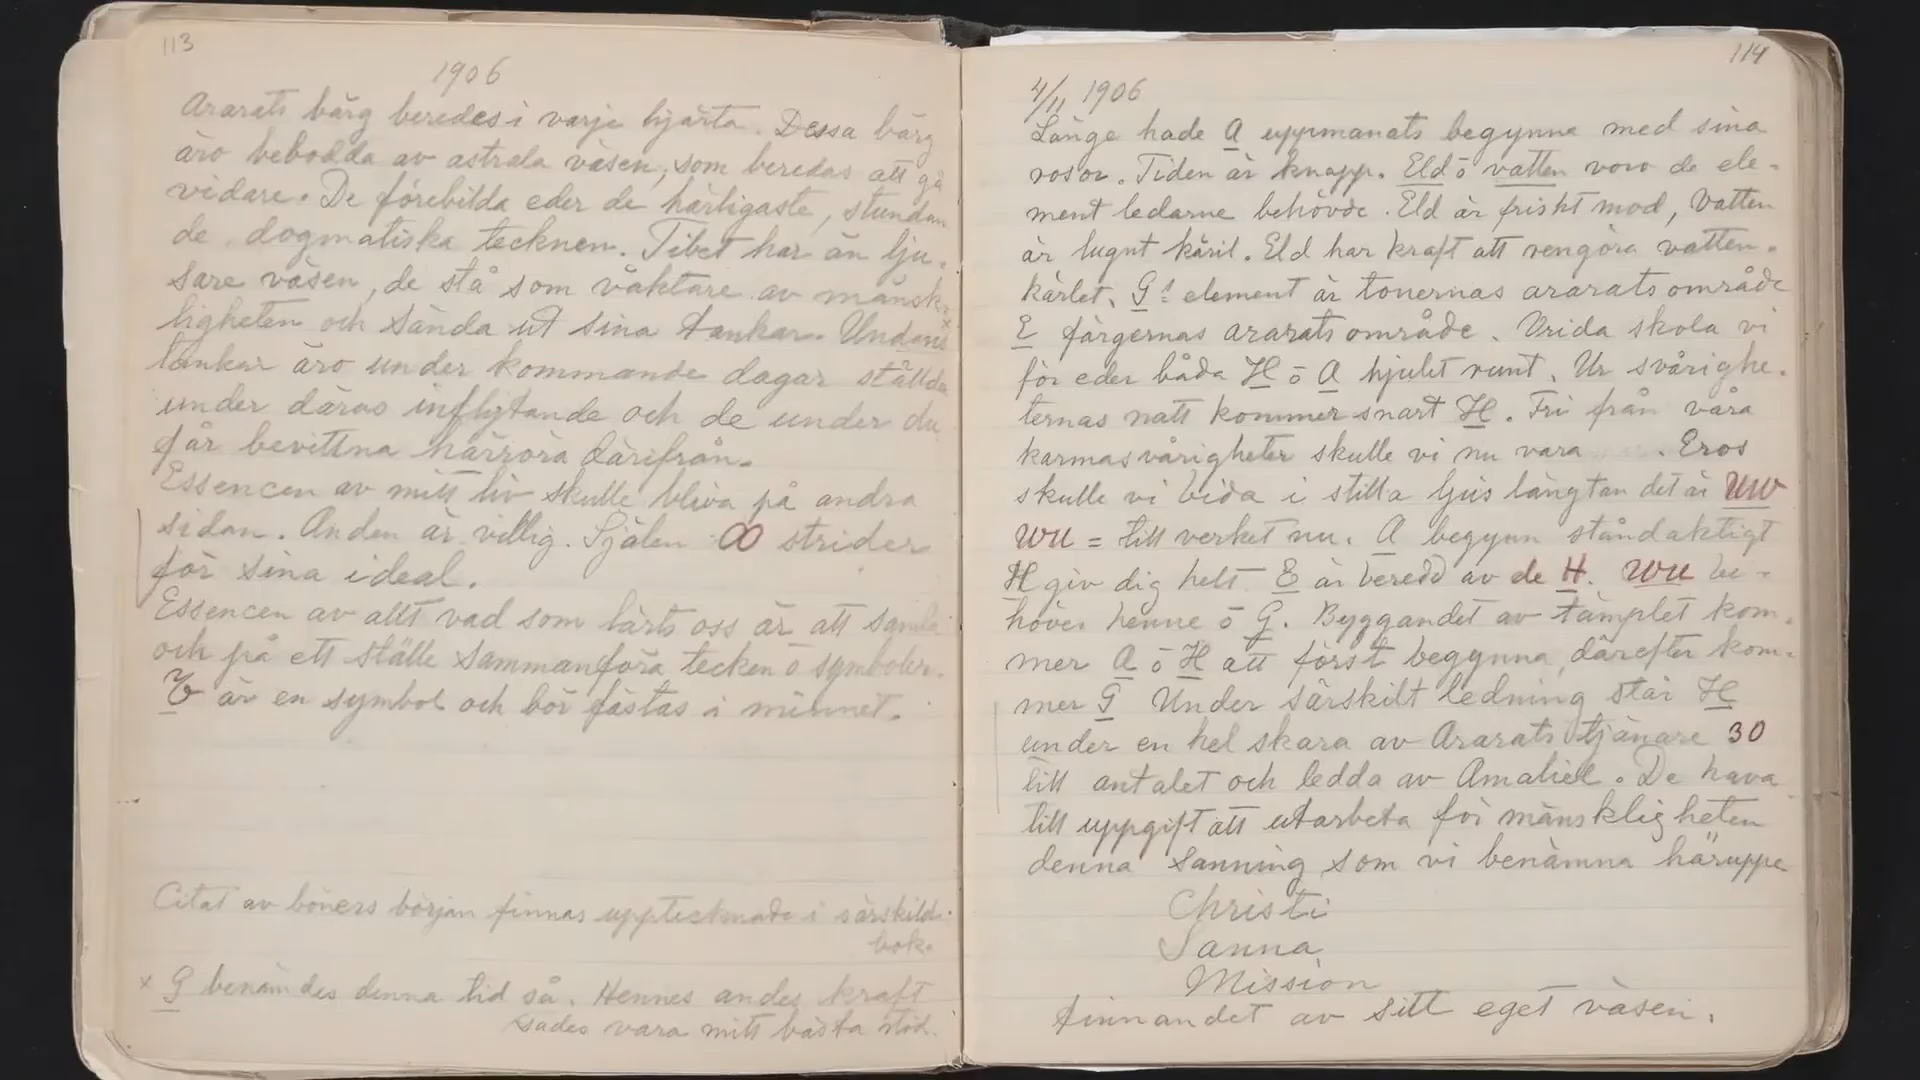 113
1906
Ararats bärg beredes i varje hjärta. Dessa bärg
äro bebodda av astrala väsen, som beredas att gå
vidare. De förebilda eder de härligaste, stundan
de dogmatiska tecknen. Tibet har än lju-
sare väsen, de stå som väktare av mänsk-
ligheten och sända ut sina tankar. Undens x
tankar äro under kommande dagar ställda
under däras inflytande och de under du
får bevittna härröra därifrån.
Essencen av mitt liv skulle bliva på andra
sidan. Anden är villig. Själen ∞ strider
för sina ideal.
Essencen av allt vad som lärts oss är att samla
och på ett ställe sammanföra tecken o symboler.
är en symbol och bör fästas i minnet.
Citat av böners början finnas upptecknade i särskild
bok.
x G benämdes denna tid så. Hennes andes kraft
sades vara mitt bästa stöd.
114
4/11 1906
Länge hade A uppmanats begynna med sina
rosor. Tiden är knapp. Eld o vatten voro de ele-
ment ledarne behövde. Eld är friskt mod, Vatten
är lugnt käril. Eld har kraft att rengöra vatten-
kärlet. G: element är tonernas ararats område
E färgernas ararats område. Vrida skola vi
för eder båda H o A hjulet runt. Ur svårighe-
ternas natt kommer snart H. Fri från våra
karmasvårigheter skulle vi nu vara . Eros
skulle vi bida i stilla ljus längtan det är UW
WU = till verket nu. A begynn ståndaktigt
H giv dig helt E är beredd av de H. WU be-
höver henne o G. Byggandet av tämplet kom-
mer A o H att först begynna, därefter kom-
mer G Under särskilt ledning står H
under en hel skara av Ararats tjänare 30
till antalet och ledda av Amaliel. De hava
till uppgift att utarbeta för mänskligheten
denna Sanning som vi benämna häruppe
Christi
Sanna
Mission
finnandet av sitt eget väsen.